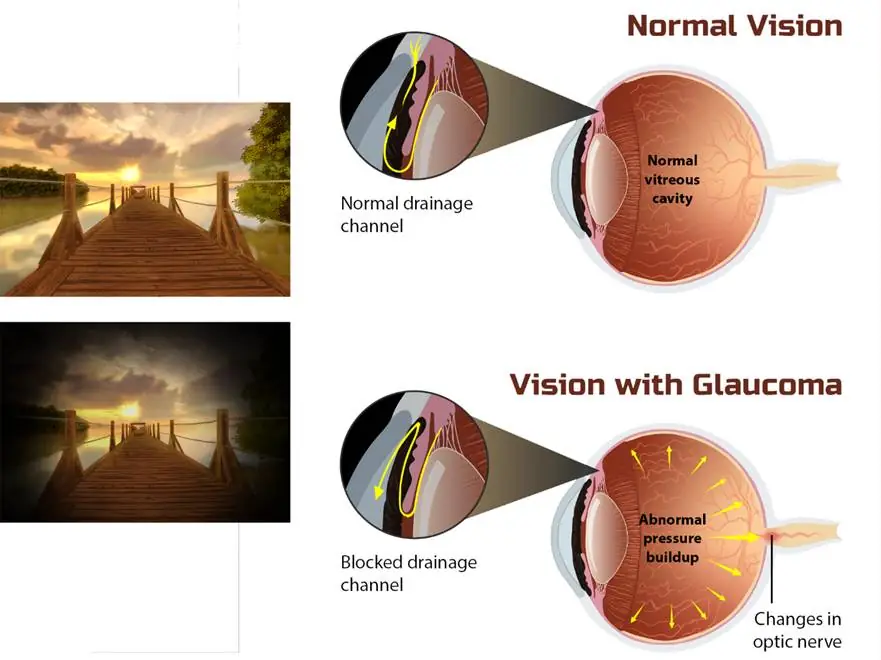 Normal Vision
Normal
vitreous
cavity
Normal drainage
channel
Vision with Glaucoma
Abnormal
pressure
buildup
Blocked drainage
channel
Changes in
optic nerve